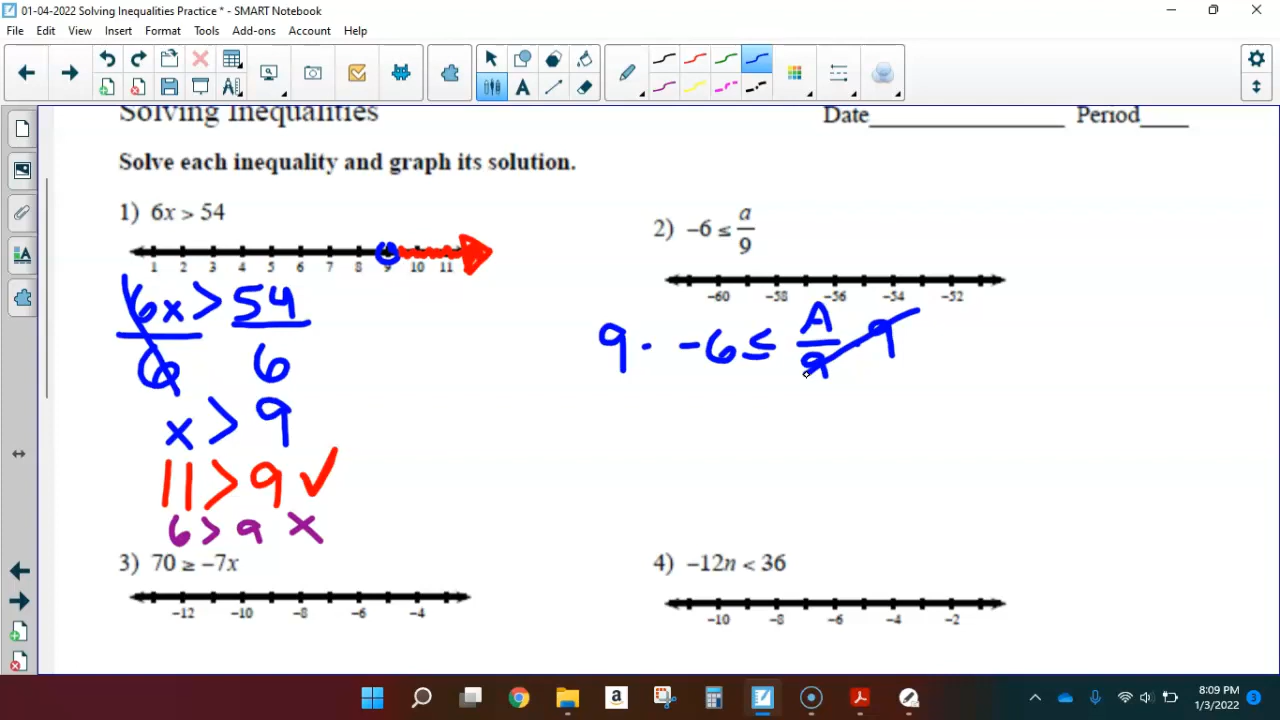 01-04-2022 Solving Inequalities Practice * - SMART Notebook
File Edit View Insert Format Tools Add-ons Account Help
Solving Inequalities
Date________________ Period____
Solve each inequality and graph its solution.
1) 6x > 54
1 2 3 4 5 6 7 8 9 10 11
6x > 54
6 6
x > 9
11 > 9 ✓
6 > 9 x
2) −6 ≤ a/9
−60 −58 −56 −54 −52
9 · -6 ≤ A/9 · 9
3) 70 ≥ −7x
−12 −10 −8 −6 −4
4) −12n < 36
−10 −8 −6 −4 −2
8:09 PM
1/3/2022
3